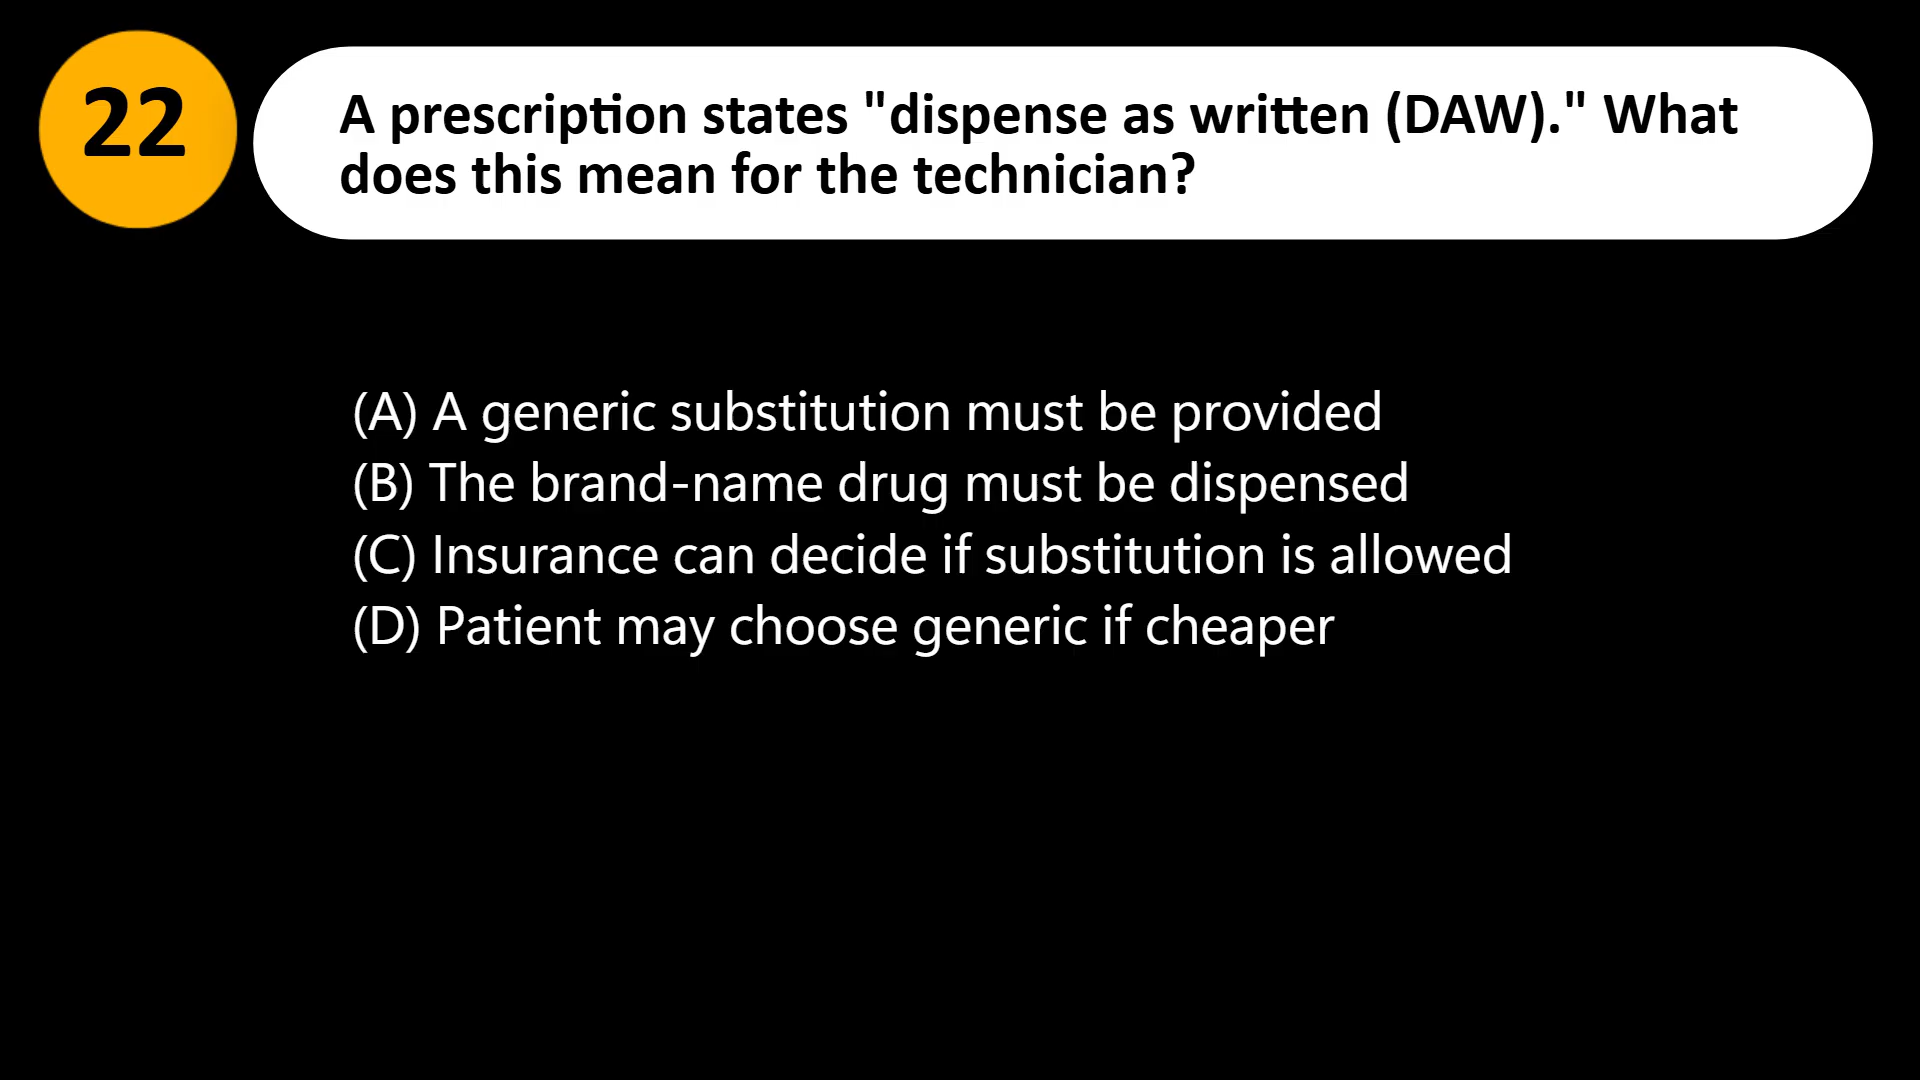 22
A prescription states "dispense as written (DAW)." What
does this mean for the technician?
(A) A generic substitution must be provided
(B) The brand-name drug must be dispensed
(C) Insurance can decide if substitution is allowed
(D) Patient may choose generic if cheaper